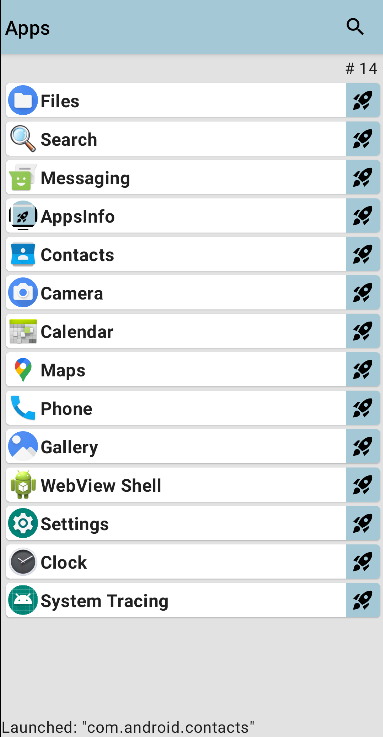 Apps
# 14
Files
Search
Messaging
AppsInfo
Contacts
Camera
Calendar
Maps
Phone
Gallery
WebView Shell
Settings
Clock
System Tracing
Launched: "com.android.contacts"